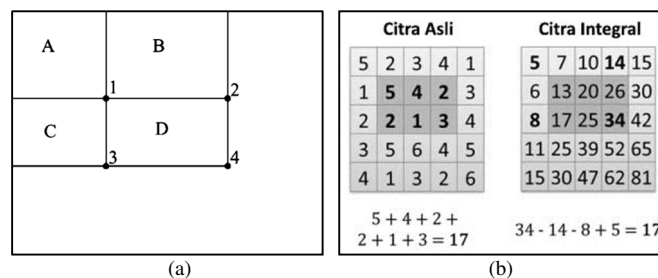 A
B
1
2
C
D
3
4
(a)
Citra Asli
5 2 3 4 1
1 5 4 2 3
2 2 1 3 4
3 5 6 4 5
4 1 3 2 6
5 + 4 + 2 +
2 + 1 + 3 = 17
Citra Integral
5 7 10 14 15
6 13 20 26 30
8 17 25 34 42
11 25 39 52 65
15 30 47 62 81
34 - 14 - 8 + 5 = 17
(b)